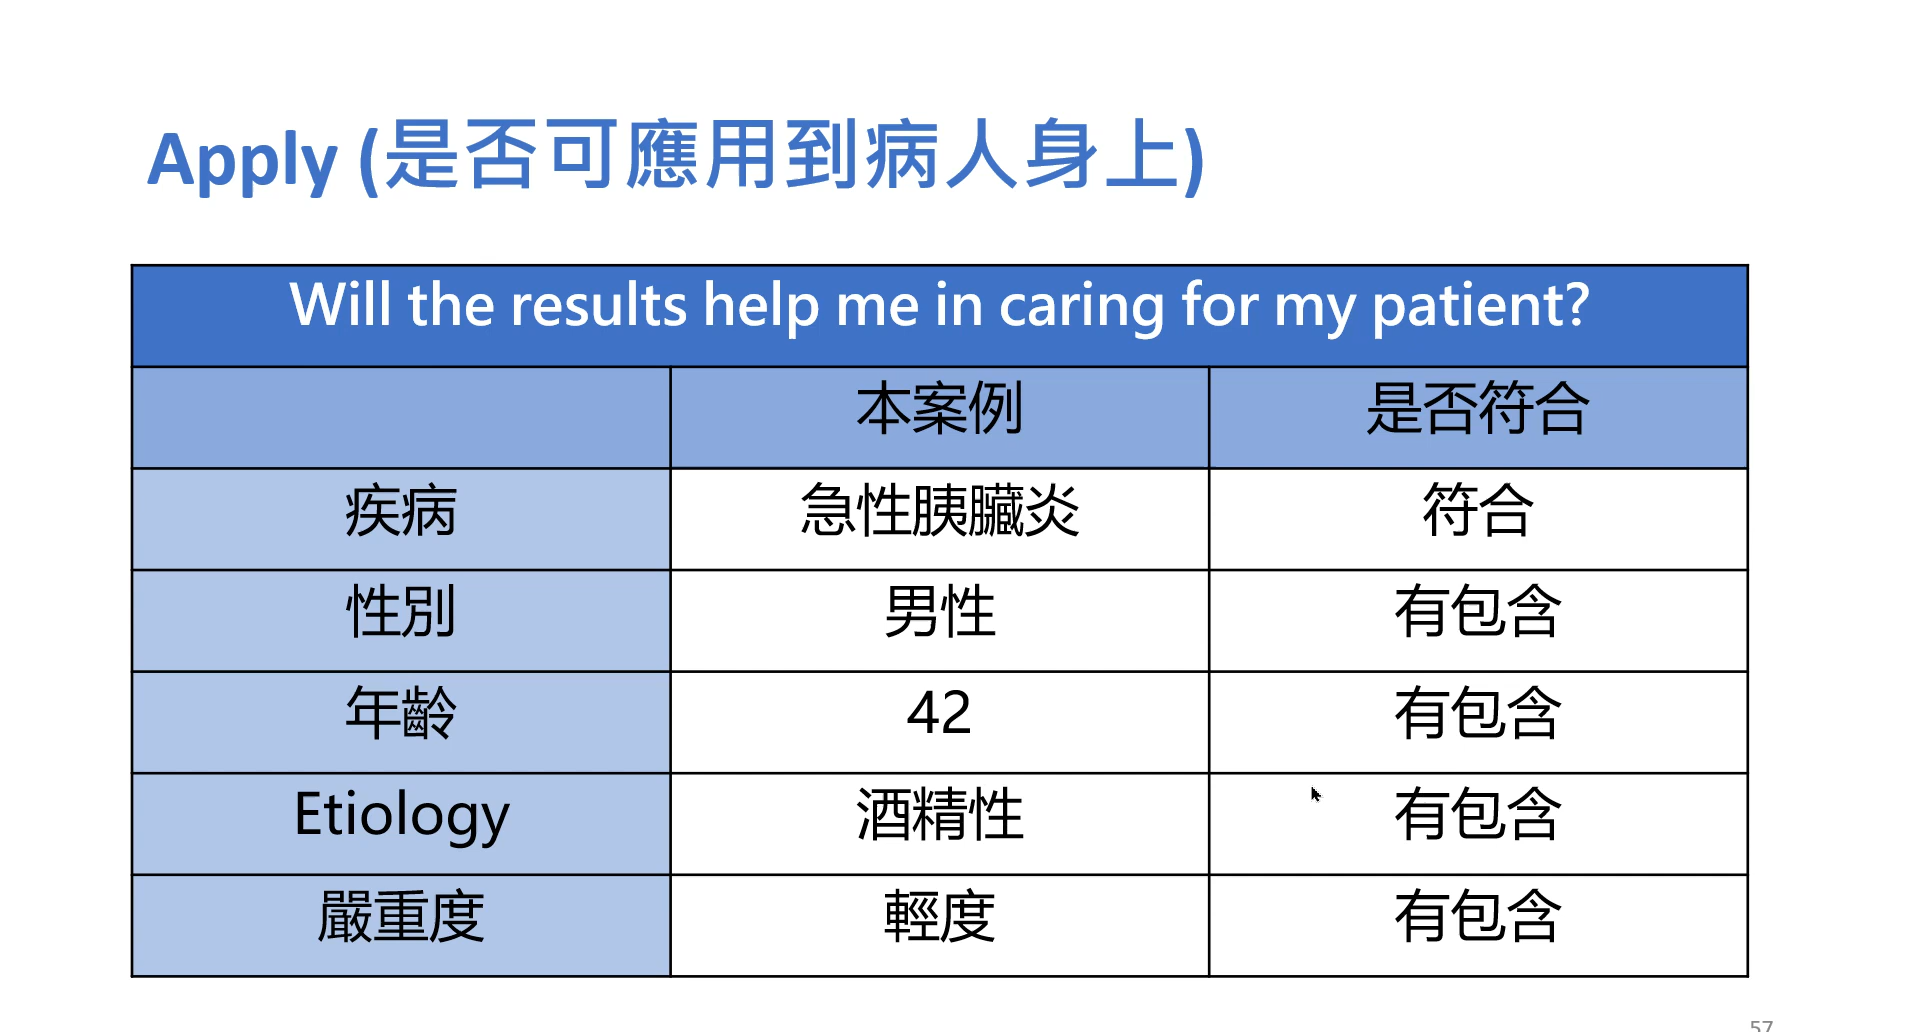 Apply (是否可應用到病人身上)
Will the results help me in caring for my patient?
本案例 是否符合
疾病 急性胰臟炎 符合
性別 男性 有包含
年齡 42 有包含
Etiology 酒精性 有包含
嚴重度 輕度 有包含
57